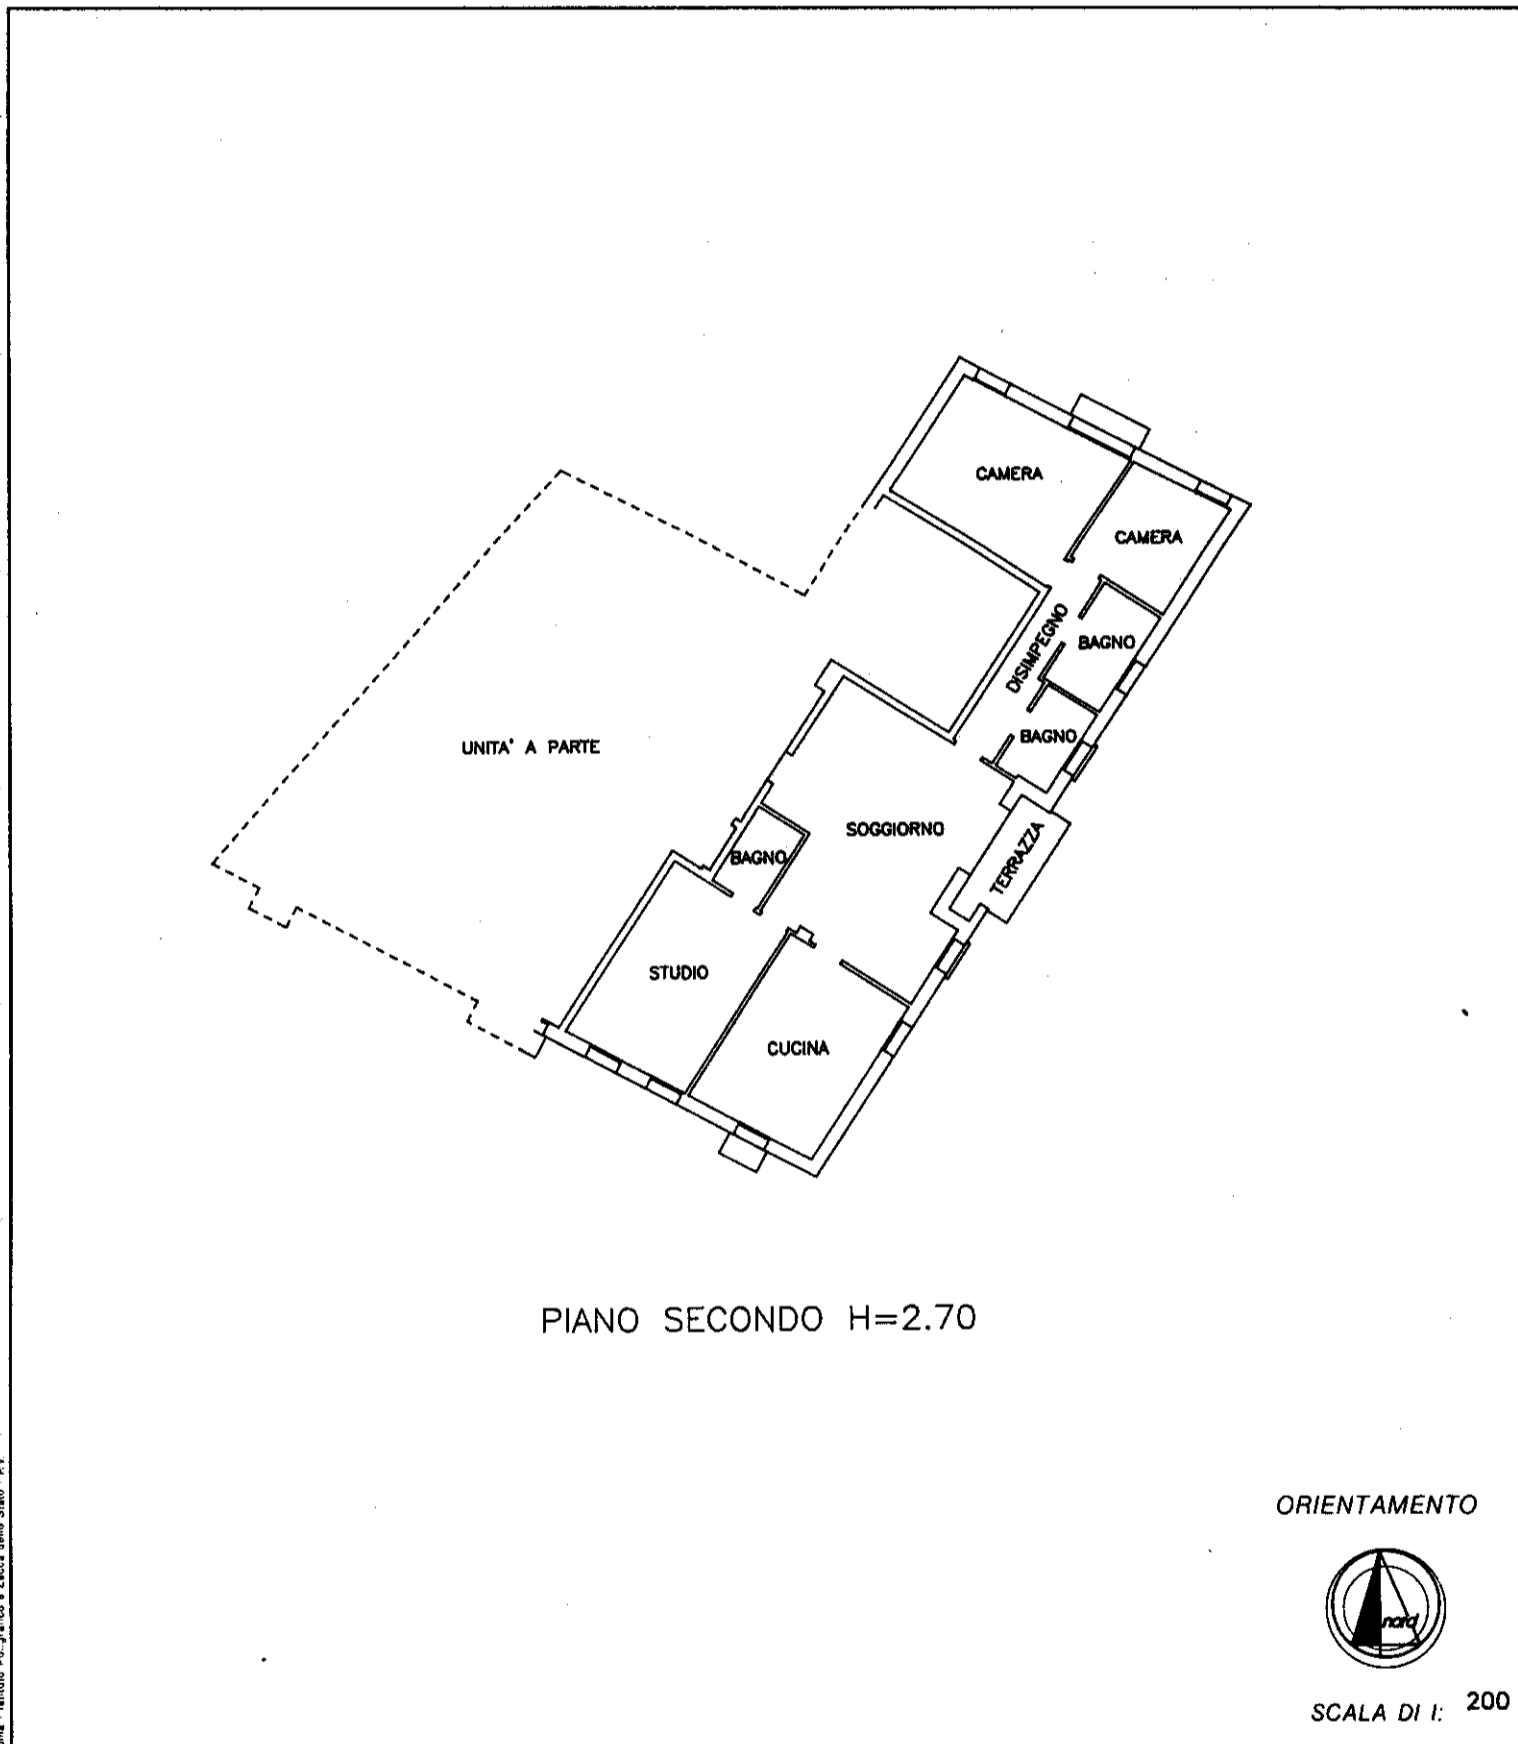 CAMERA
CAMERA
DISIMPEGNO
BAGNO
BAGNO
UNITA' A PARTE
SOGGIORNO
TERRAZZA
BAGNO
STUDIO
CUCINA
PIANO SECONDO H=2.70
ORIENTAMENTO
nord
SCALA DI I: 200